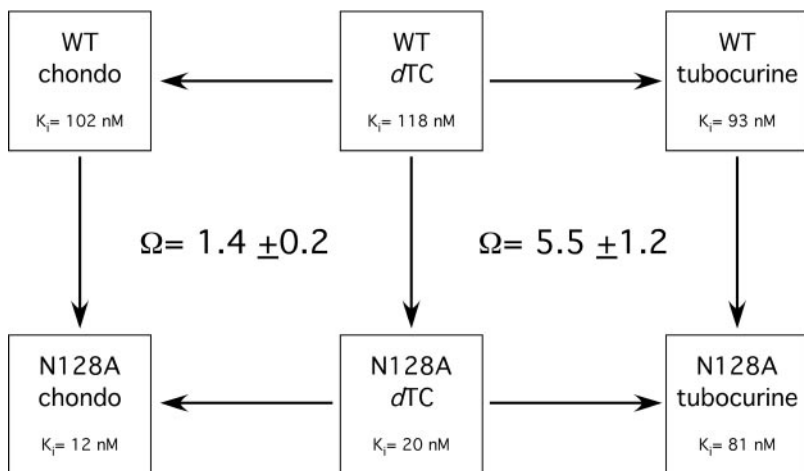 WT
chondo
Ki= 102 nM
WT
dTC
Ki= 118 nM
WT
tubocurine
Ki= 93 nM
Ω= 1.4 ±0.2
Ω= 5.5 ±1.2
N128A
chondo
Ki= 12 nM
N128A
dTC
Ki= 20 nM
N128A
tubocurine
Ki= 81 nM